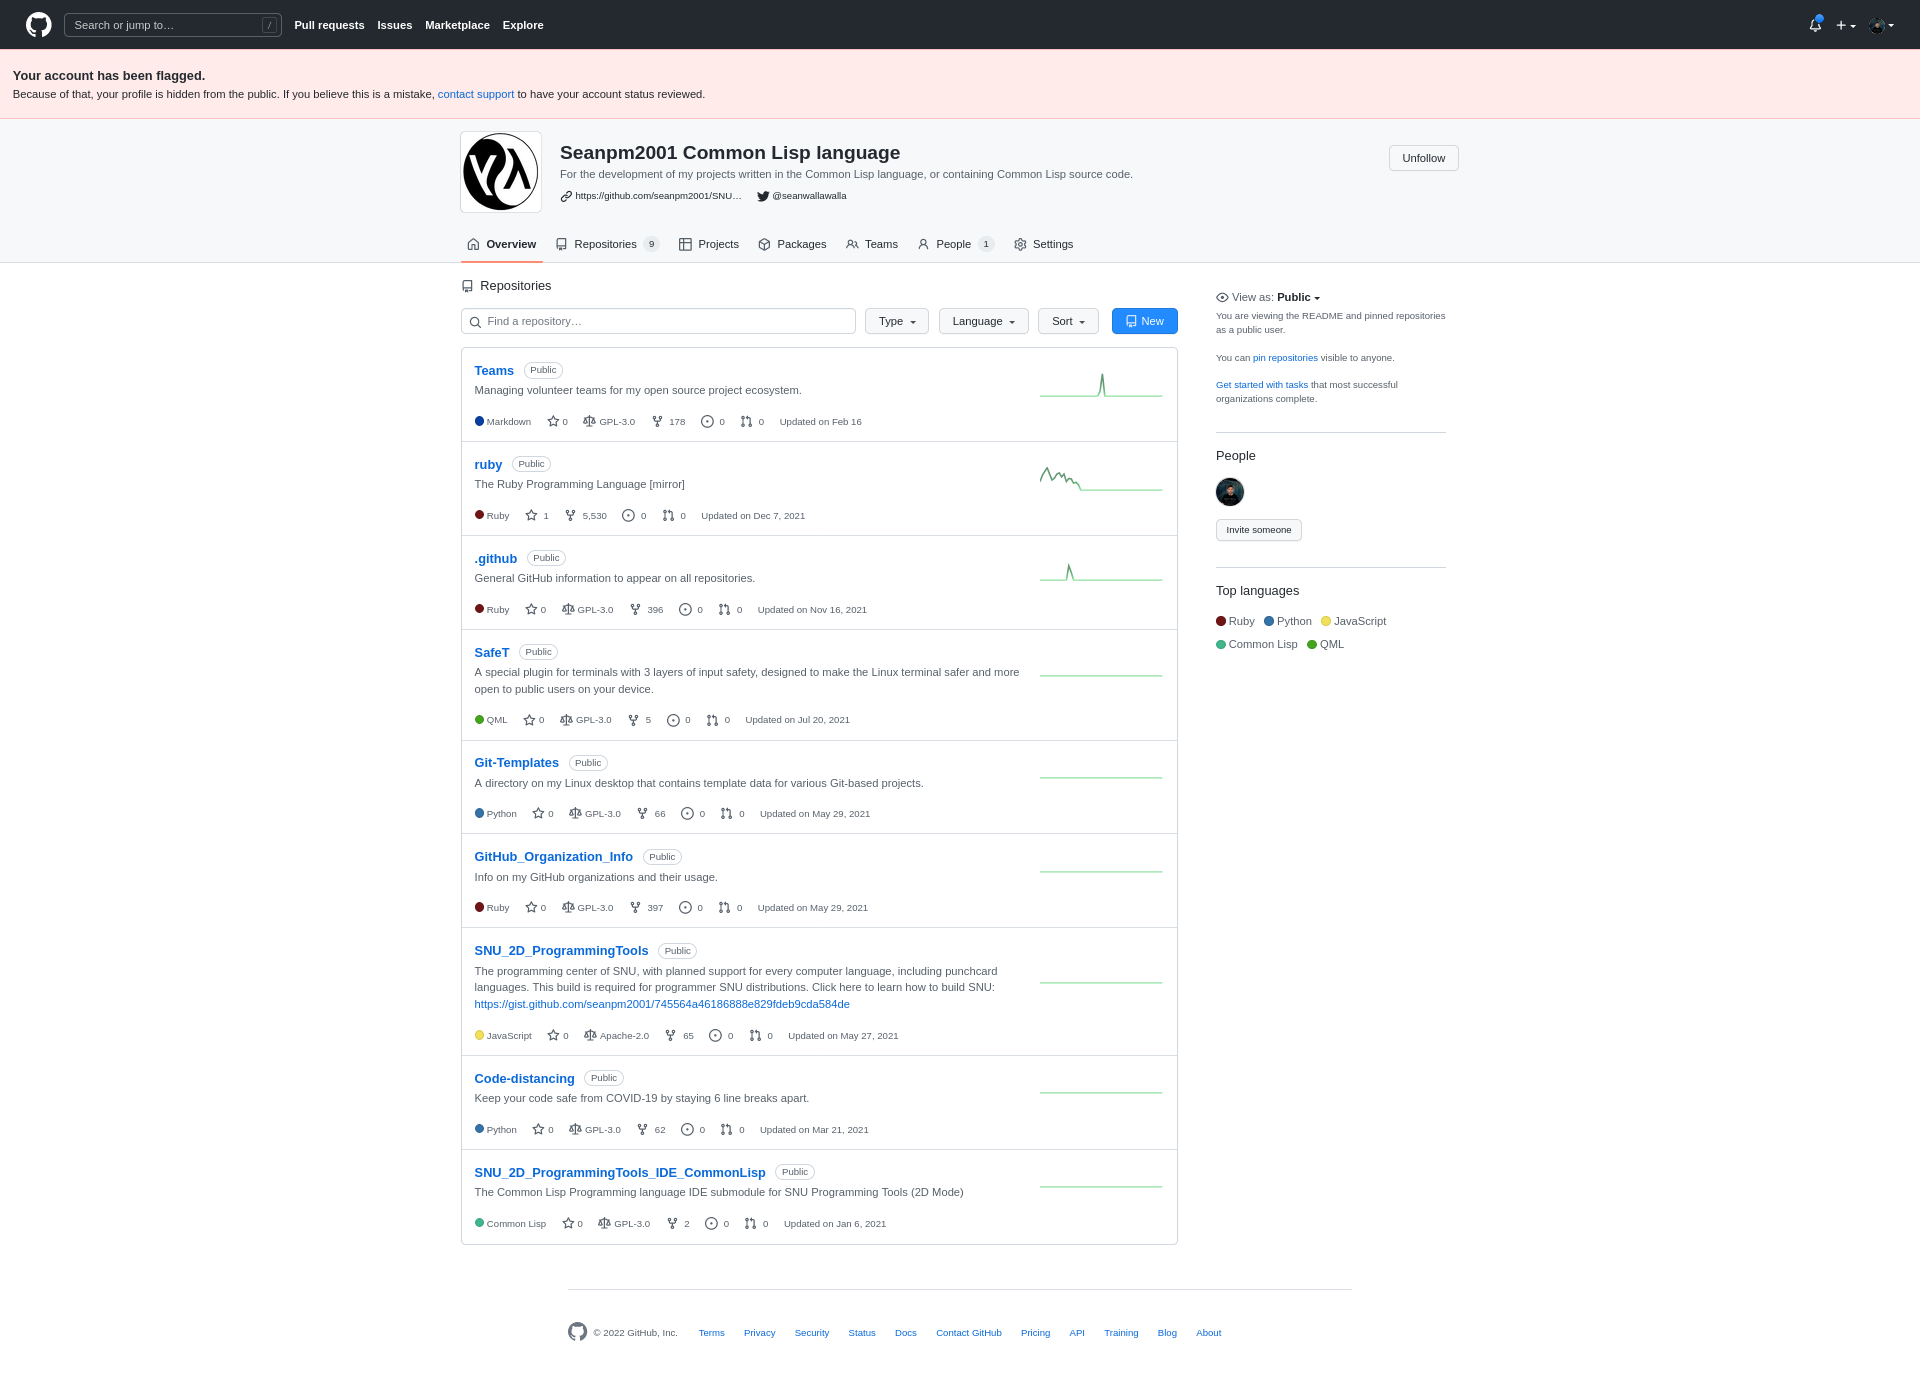 Search or jump to… /
Pull requests Issues Marketplace Explore
Your account has been flagged.
Because of that, your profile is hidden from the public. If you believe this is a mistake, contact support to have your account status reviewed.
Seanpm2001 Common Lisp language
For the development of my projects written in the Common Lisp language, or containing Common Lisp source code.
https://github.com/seanpm2001/SNU… @seanwallawalla
Unfollow
Overview Repositories 9 Projects Packages Teams People 1 Settings
Repositories
Find a repository… Type Language Sort New
Teams Public
Managing volunteer teams for my open source project ecosystem.
Markdown 0 GPL-3.0 178 0 0 Updated on Feb 16
ruby Public
The Ruby Programming Language [mirror]
Ruby 1 5,530 0 0 Updated on Dec 7, 2021
.github Public
General GitHub information to appear on all repositories.
Ruby 0 GPL-3.0 396 0 0 Updated on Nov 16, 2021
SafeT Public
A special plugin for terminals with 3 layers of input safety, designed to make the Linux terminal safer and more
open to public users on your device.
QML 0 GPL-3.0 5 0 0 Updated on Jul 20, 2021
Git-Templates Public
A directory on my Linux desktop that contains template data for various Git-based projects.
Python 0 GPL-3.0 66 0 0 Updated on May 29, 2021
GitHub_Organization_Info Public
Info on my GitHub organizations and their usage.
Ruby 0 GPL-3.0 397 0 0 Updated on May 29, 2021
SNU_2D_ProgrammingTools Public
The programming center of SNU, with planned support for every computer language, including punchcard
languages. This build is required for programmer SNU distributions. Click here to learn how to build SNU:
https://gist.github.com/seanpm2001/745564a46186888e829fdeb9cda584de
JavaScript 0 Apache-2.0 65 0 0 Updated on May 27, 2021
Code-distancing Public
Keep your code safe from COVID-19 by staying 6 line breaks apart.
Python 0 GPL-3.0 62 0 0 Updated on Mar 21, 2021
SNU_2D_ProgrammingTools_IDE_CommonLisp Public
The Common Lisp Programming language IDE submodule for SNU Programming Tools (2D Mode)
Common Lisp 0 GPL-3.0 2 0 0 Updated on Jan 6, 2021
View as: Public
You are viewing the README and pinned repositories
as a public user.
You can pin repositories visible to anyone.
Get started with tasks that most successful
organizations complete.
People
Invite someone
Top languages
Ruby Python JavaScript
Common Lisp QML
© 2022 GitHub, Inc. Terms Privacy Security Status Docs Contact GitHub Pricing API Training Blog About